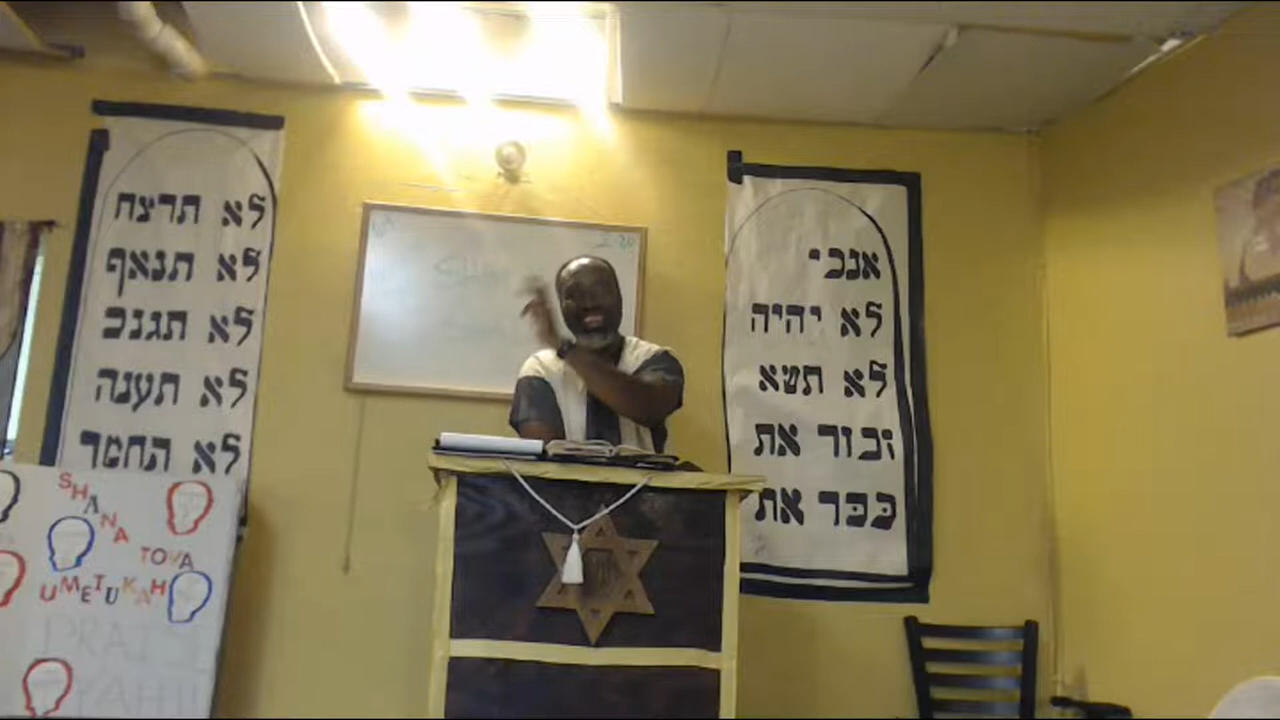 אנכי
לא יהיה
לא תשא
זכור את
כבד את
לא תרצח
לא תנאף
לא תגנב
לא תענה
לא תחמד
SHANA
TOVA
UMETUKAH